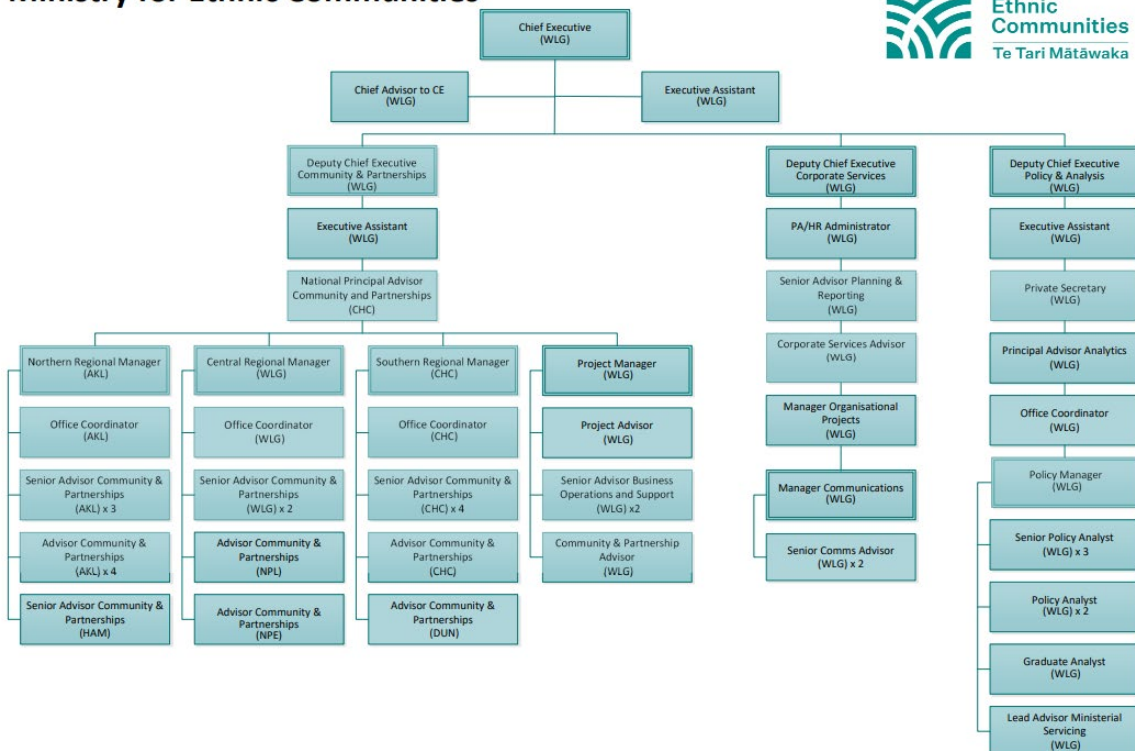 Ministry for Ethnic Communities
Ethnic
Communities
Te Tari Mātāwaka
Chief Executive
(WLG)
Chief Advisor to CE
(WLG)
Executive Assistant
(WLG)
Deputy Chief Executive
Community & Partnerships
(WLG)
Executive Assistant
(WLG)
National Principal Advisor
Community and Partnerships
(CHC)
Northern Regional Manager
(AKL)
Office Coordinator
(AKL)
Senior Advisor Community &
Partnerships
(AKL) x 3
Advisor Community &
Partnerships
(AKL) x 4
Senior Advisor Community &
Partnerships
(HAM)
Central Regional Manager
(WLG)
Office Coordinator
(WLG)
Senior Advisor Community &
Partnerships
(WLG) x 2
Advisor Community &
Partnerships
(NPL)
Advisor Community &
Partnerships
(NPE)
Southern Regional Manager
(CHC)
Office Coordinator
(CHC)
Senior Advisor Community &
Partnerships
(CHC) x 4
Advisor Community &
Partnerships
(CHC)
Advisor Community &
Partnerships
(DUN)
Project Manager
(WLG)
Project Advisor
(WLG)
Senior Advisor Business
Operations and Support
(WLG) x2
Community & Partnership
Advisor
(WLG)
Deputy Chief Executive
Corporate Services
(WLG)
PA/HR Administrator
(WLG)
Senior Advisor Planning &
Reporting
(WLG)
Corporate Services Advisor
(WLG)
Manager Organisational
Projects
(WLG)
Manager Communications
(WLG)
Senior Comms Advisor
(WLG) x 2
Deputy Chief Executive
Policy & Analysis
(WLG)
Executive Assistant
(WLG)
Private Secretary
(WLG)
Principal Advisor Analytics
(WLG)
Office Coordinator
(WLG)
Policy Manager
(WLG)
Senior Policy Analyst
(WLG) x 3
Policy Analyst
(WLG) x 2
Graduate Analyst
(WLG)
Lead Advisor Ministerial
Servicing
(WLG)